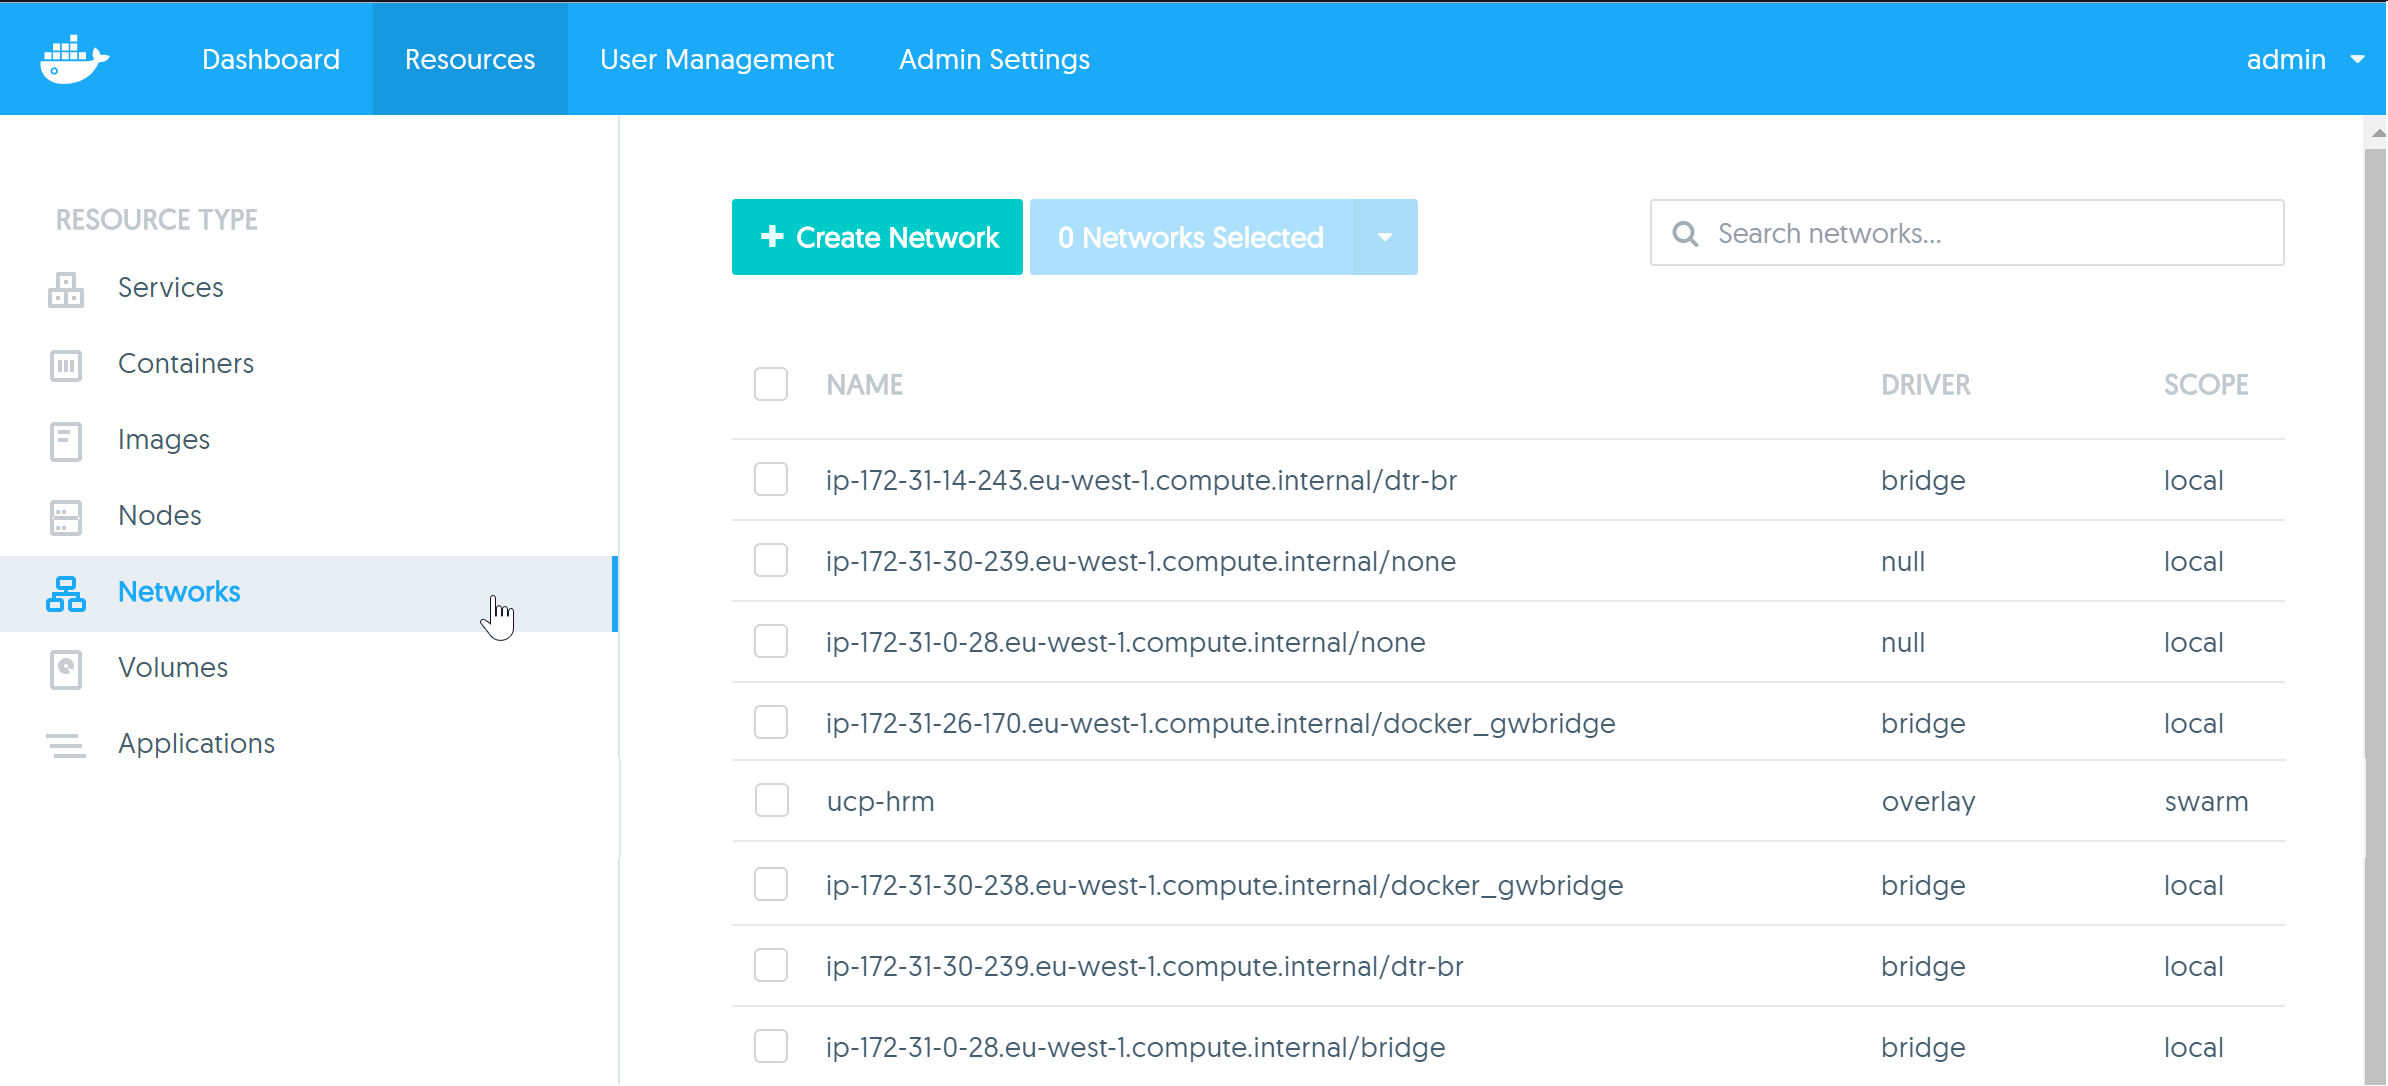 Dashboard Resources User Management Admin Settings admin
RESOURCE TYPE
Services
Containers
Images
Nodes
Networks
Volumes
Applications
Create Network 0 Networks Selected Search networks...
NAME DRIVER SCOPE
ip-172-31-14-243.eu-west-1.compute.internal/dtr-br bridge local
ip-172-31-30-239.eu-west-1.compute.internal/none null local
ip-172-31-0-28.eu-west-1.compute.internal/none null local
ip-172-31-26-170.eu-west-1.compute.internal/docker_gwbridge bridge local
ucp-hrm overlay swarm
ip-172-31-30-238.eu-west-1.compute.internal/docker_gwbridge bridge local
ip-172-31-30-239.eu-west-1.compute.internal/dtr-br bridge local
ip-172-31-0-28.eu-west-1.compute.internal/bridge bridge local